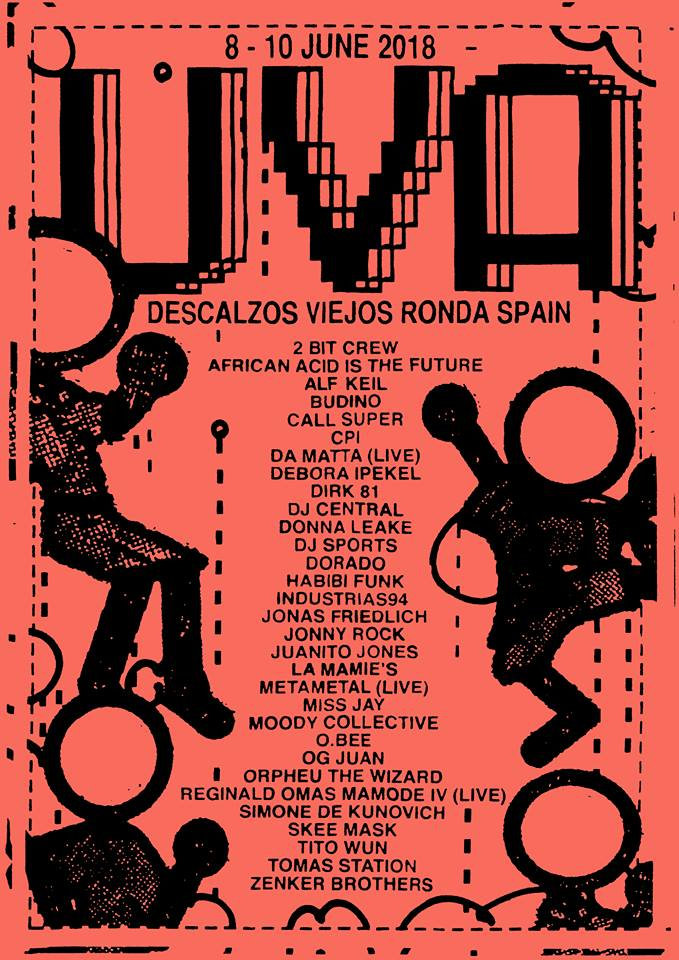 8 - 10 JUNE 2018 -
UVA
DESCALZOS VIEJOS RONDA SPAIN
2 BIT CREW
AFRICAN ACID IS THE FUTURE
ALF KEIL
BUDINO
CALL SUPER
CPI
DA MATTA (LIVE)
DEBORA IPEKEL
DIRK 81
DJ CENTRAL
DONNA LEAKE
DJ SPORTS
DORADO
HABIBI FUNK
INDUSTRIAS94
JONAS FRIEDLICH
JONNY ROCK
JUANITO JONES
LA MAMIE'S
METAMETAL (LIVE)
MISS JAY
MOODY COLLECTIVE
O.BEE
OG JUAN
ORPHEU THE WIZARD
REGINALD OMAS MAMODE IV (LIVE)
SIMONE DE KUNOVICH
SKEE MASK
TITO WUN
TOMAS STATION
ZENKER BROTHERS